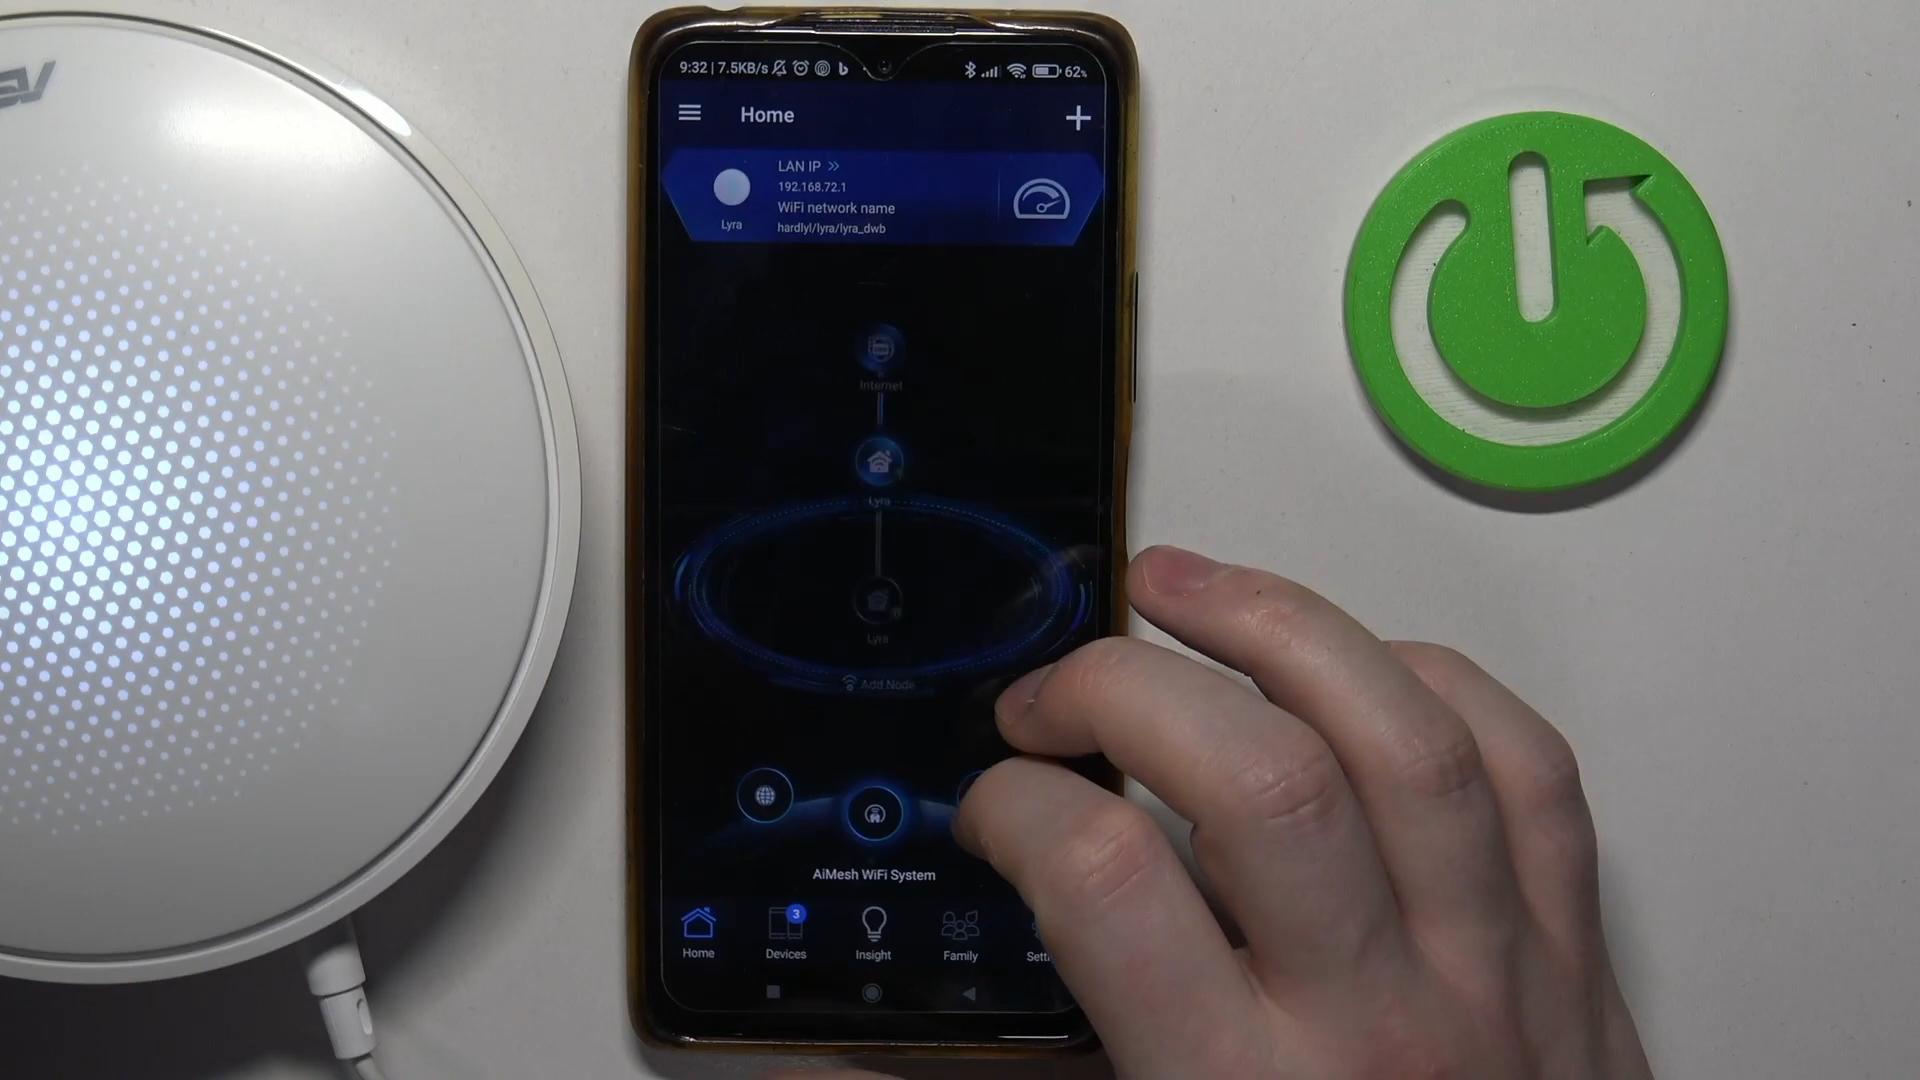 9:32 | 7.5KB/s
62%
Home
LAN IP »
192.168.72.1
WiFi network name
hardlyl/lyra/lyra_dwb
Lyra
Internet
Lyra
Lyra
Add Node
AiMesh WiFi System
3
Home
Devices
Insight
Family